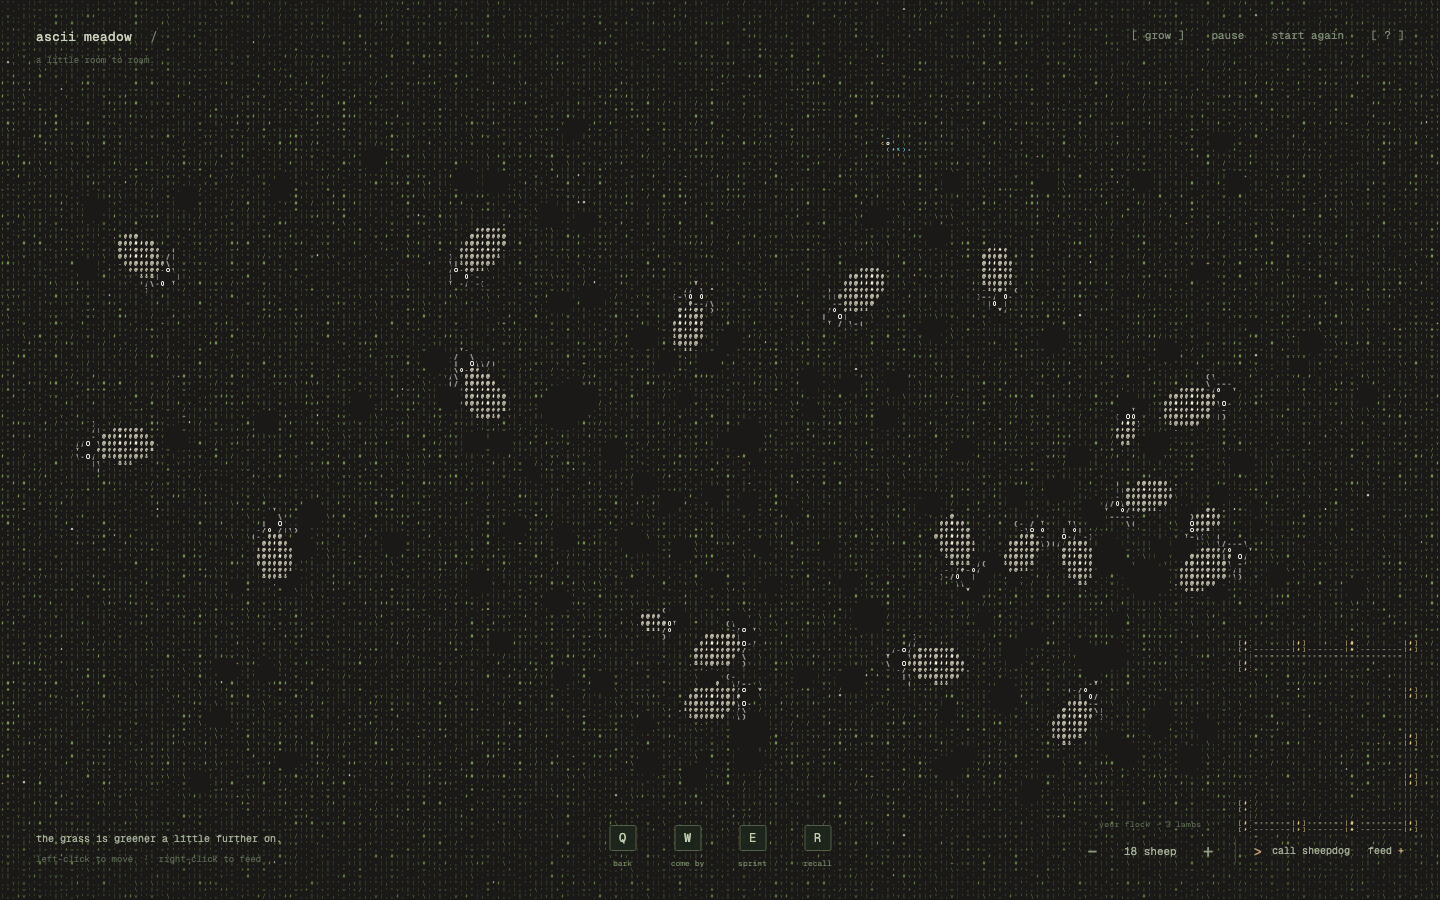 ascii meadow /
[ grow ] pause start again [ ? ]
a little room to roam
the grass is greener a little further on.
left-click to move · right-click to feed
Q W E R
bark come by sprint recall
your flock · 3 lambs
− 18 sheep +
> call sheepdog feed +